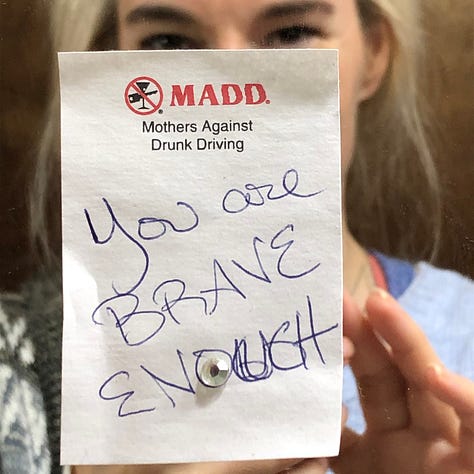 MADD®
Mothers Against
Drunk Driving
You are
BRAVE
ENOUGH